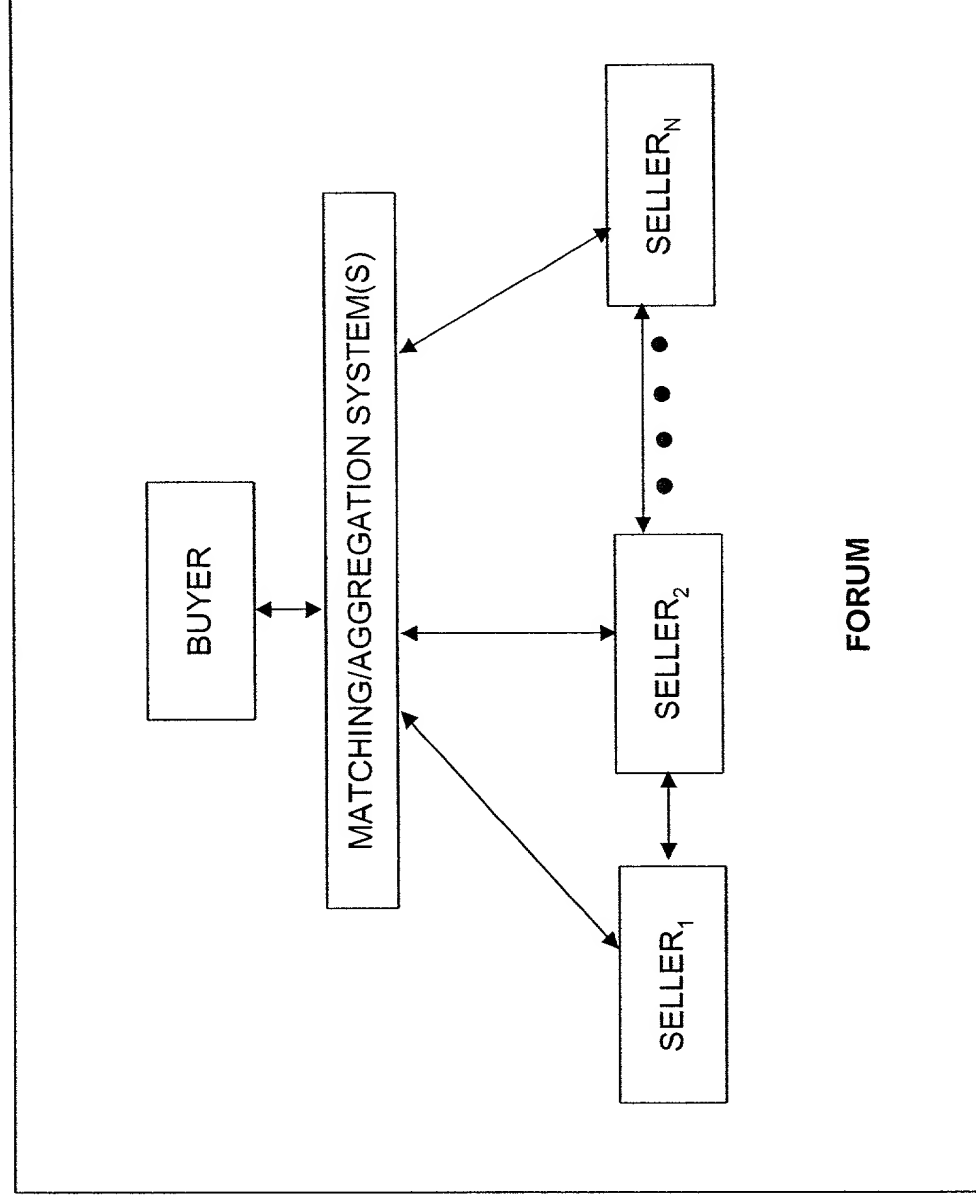 BUYER
MATCHING/AGGREGATION SYSTEM(S)
SELLER₁
SELLER₂
SELLERN
FORUM